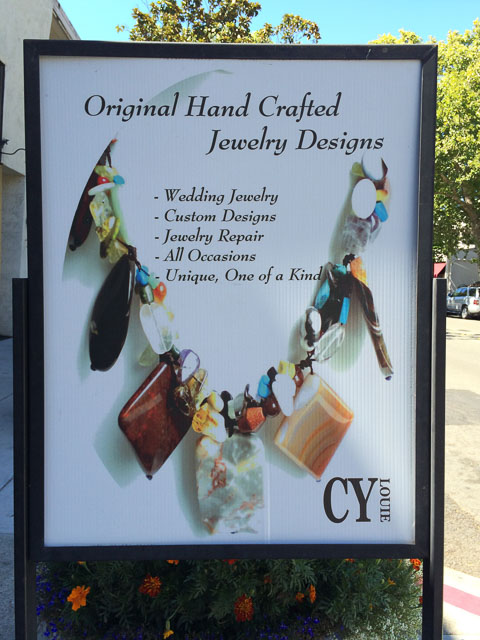 Original Hand Crafted
Jewelry Designs
- Wedding Jewelry
- Custom Designs
- Jewelry Repair
- All Occasions
- Unique, One of a Kind
CY
LOUIE